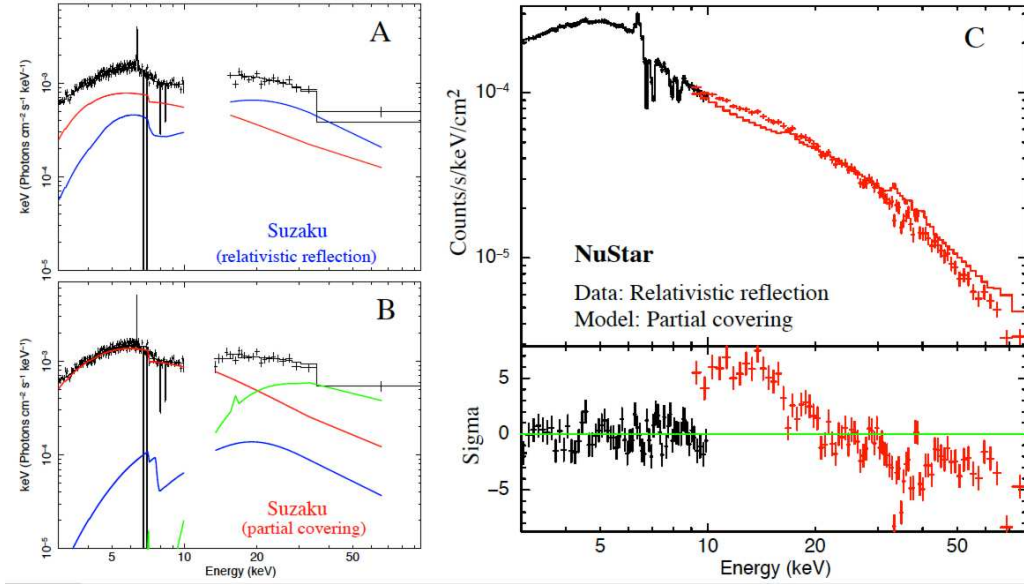 A
keV (Photons cm⁻² s⁻¹ keV⁻¹)
10⁻³
10⁻⁴
10⁻⁵
Suzaku
(relativistic reflection)
B
keV (Photons cm⁻² s⁻¹ keV⁻¹)
10⁻³
10⁻⁴
10⁻⁵
Suzaku
(partial covering)
5 10 20 50
Energy (keV)
C
Counts/s/keV/cm²
10⁻⁴
10⁻⁵
NuStar
Data: Relativistic reflection
Model: Partial covering
Sigma
5
0
−5
5 10 20 50
Energy (keV)